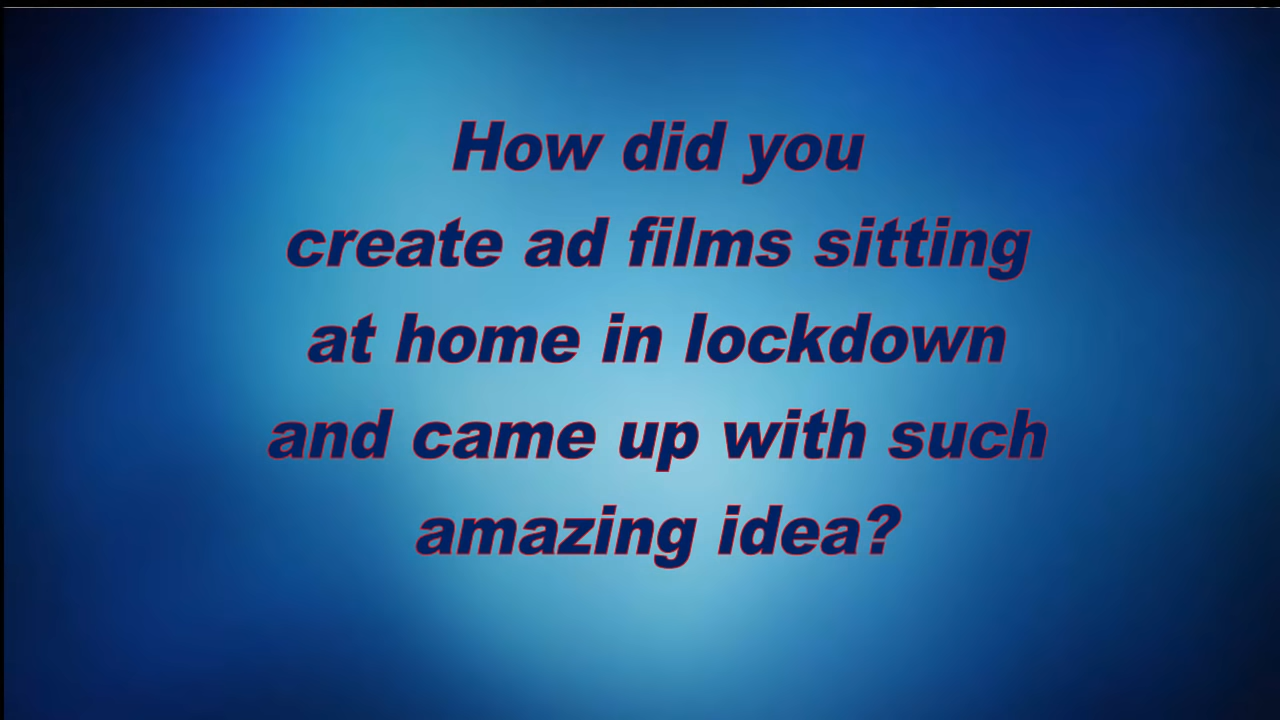 How did you
create ad films sitting
at home in lockdown
and came up with such
amazing idea?